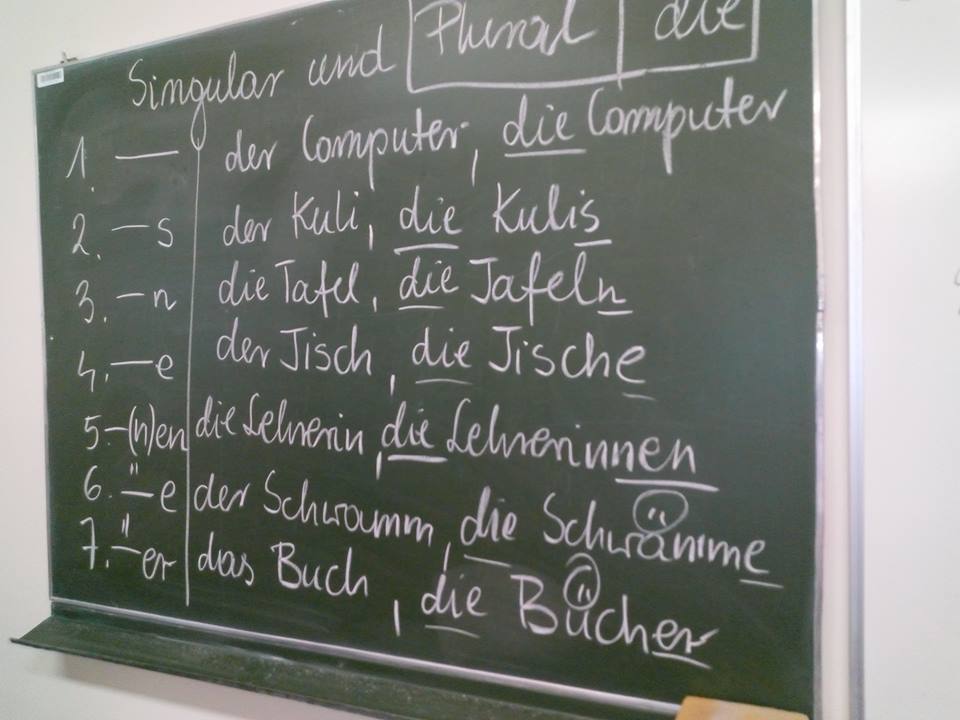 Singular und Plural die
1. — der Computer, die Computer
2. —s der Kuli, die Kulis
3. —n die Tafel, die Tafeln
4. —e der Tisch, die Tische
5. —(n)en die Lehrerin, die Lehrerinnen
6. —̈e der Schwamm, die Schwämme
7. —̈er das Buch, die Bücher